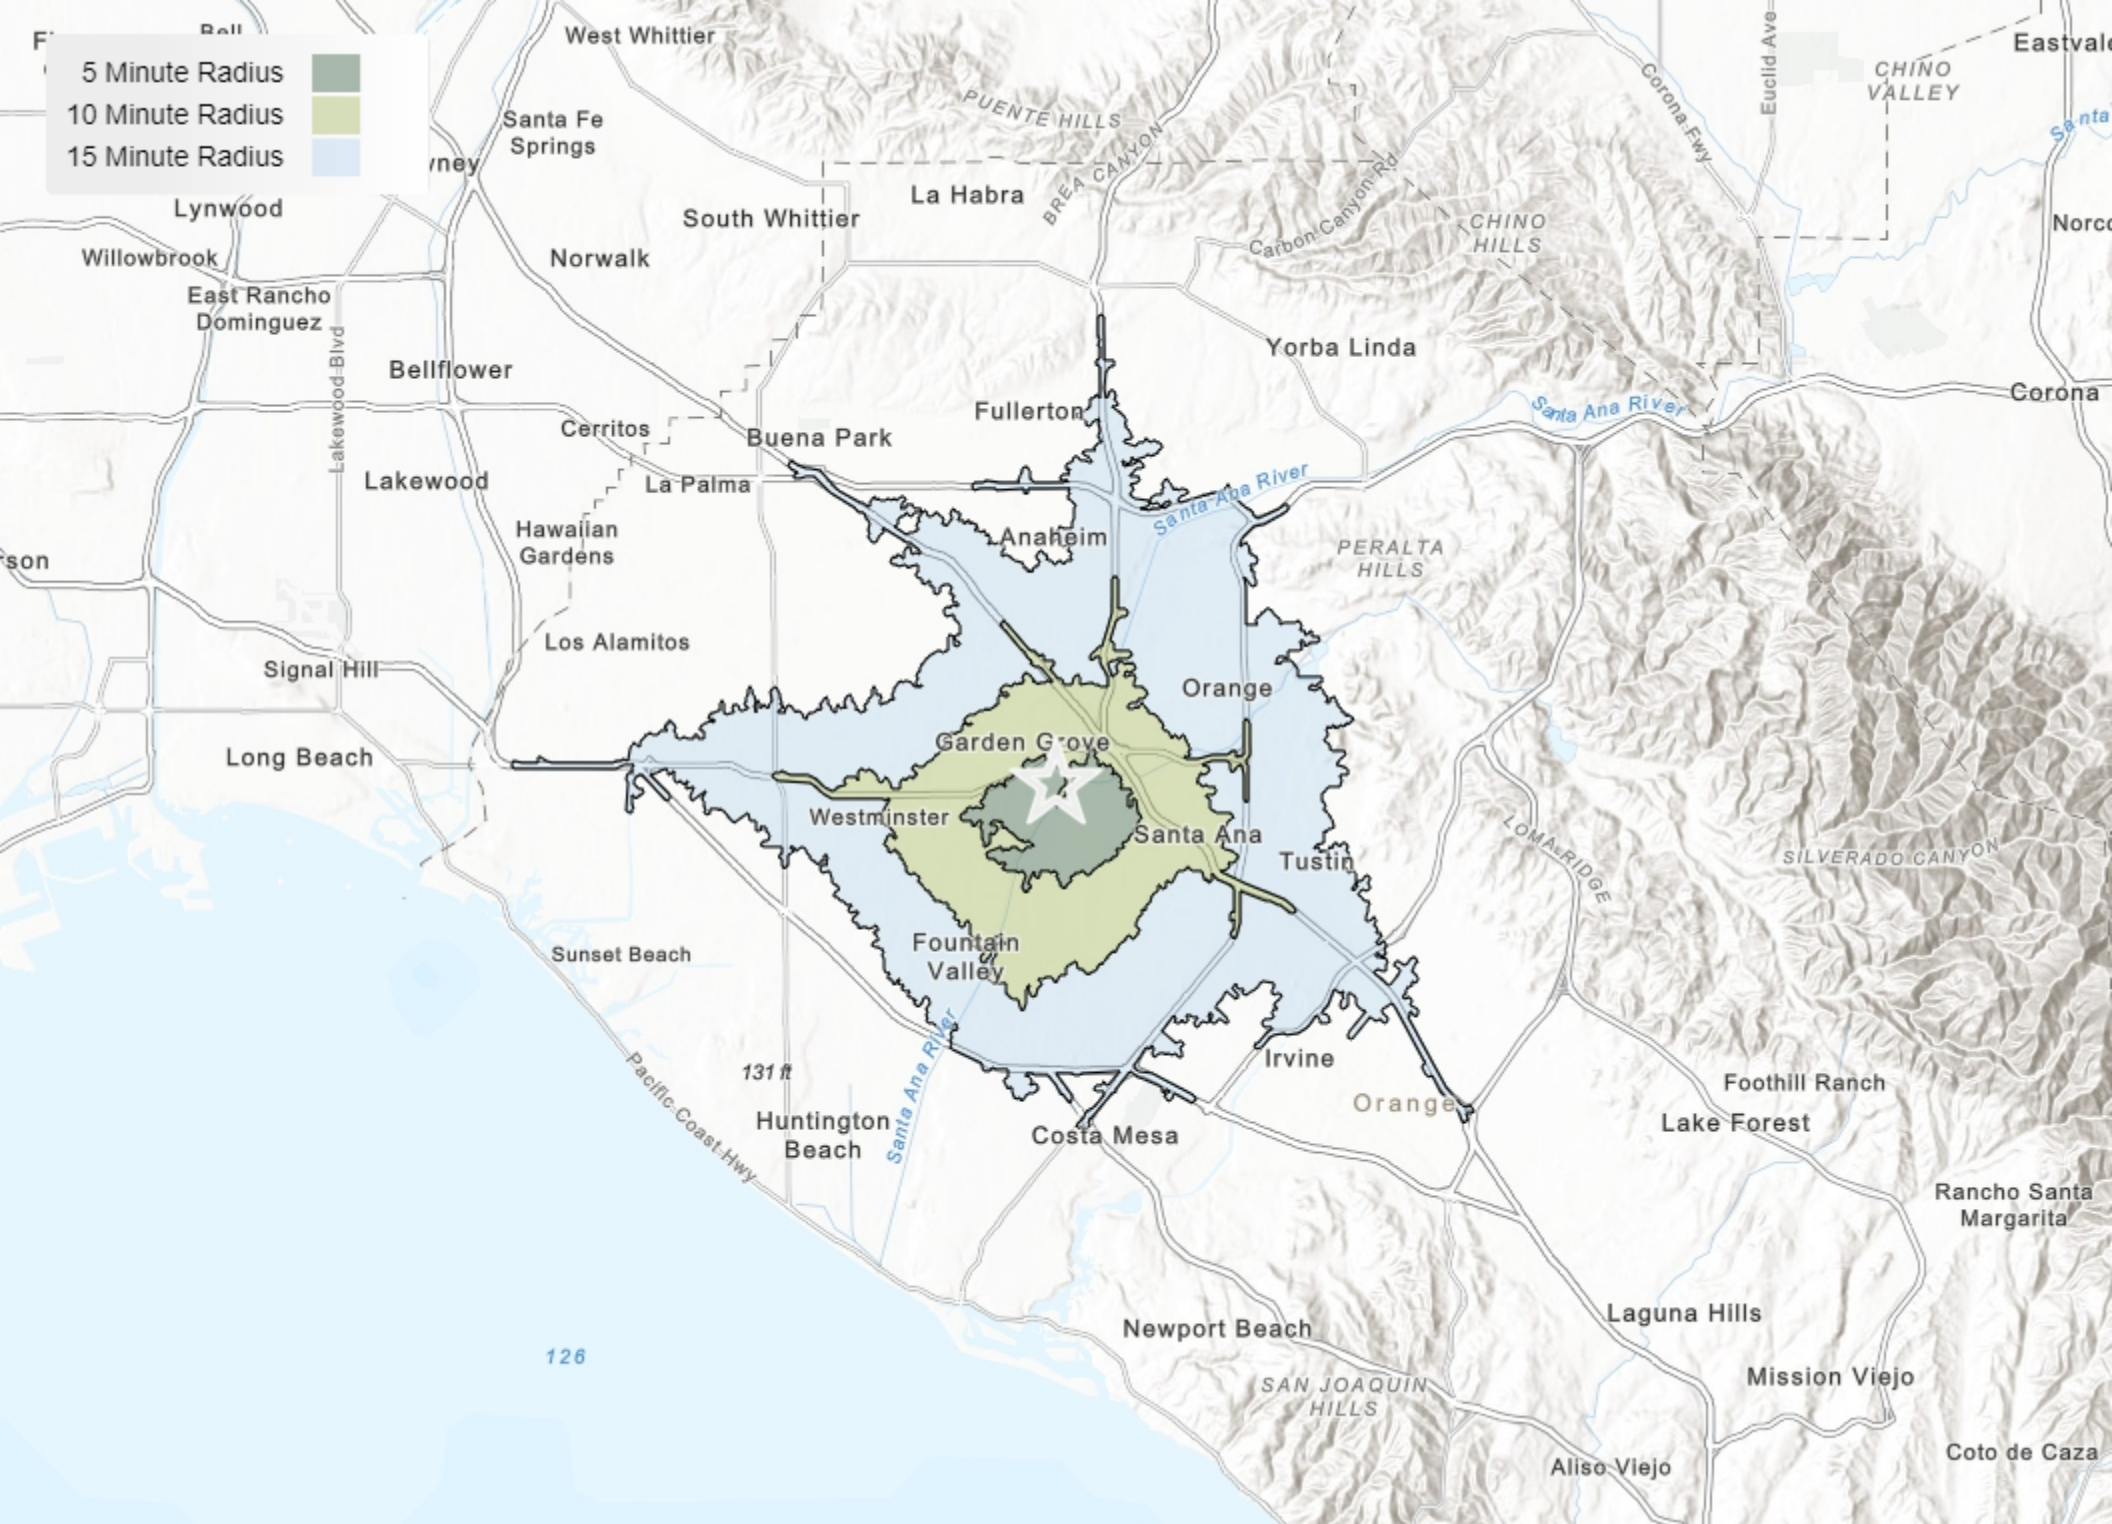 West Whittier
Bell
5 Minute Radius
10 Minute Radius
15 Minute Radius
Santa Fe
Springs
wney
Lynwood
Willowbrook
East Rancho
Dominguez
Norwalk
South Whittier
La Habra
PUENTE HILLS
BREA CANYON
Carbon Canyon Rd
CHINO
HILLS
Corona Fwy
Euclid Ave
CHINO
VALLEY
Eastvale
Santa
Norco
Corona
Santa Ana River
Yorba Linda
Lakewood Blvd
Bellflower
Cerritos
Buena Park
Fullerton
Lakewood
La Palma
Santa Ana River
Hawaiian
Gardens
Anaheim
PERALTA
HILLS
rson
Los Alamitos
Signal Hill
Orange
Long Beach
Garden Grove
Westminster
Santa Ana
Tustin
LOMA RIDGE
SILVERADO CANYON
Sunset Beach
Fountain
Valley
Santa Ana River
Irvine
131 ft
Pacific Coast Hwy
Huntington
Beach
Costa Mesa
Orange
Foothill Ranch
Lake Forest
Rancho Santa
Margarita
Newport Beach
Laguna Hills
126
SAN JOAQUIN
HILLS
Mission Viejo
Aliso Viejo
Coto de Caza